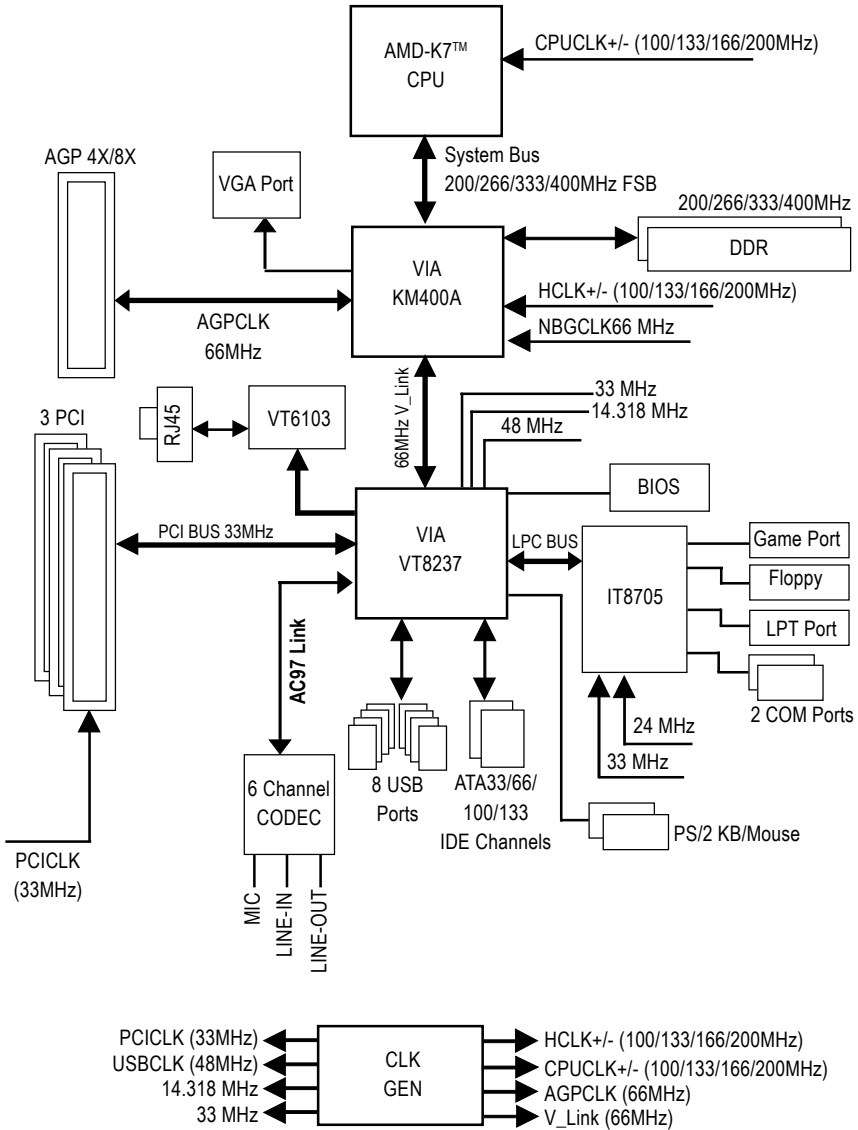 AMD-K7™
CPU
CPUCLK+/- (100/133/166/200MHz)
System Bus
200/266/333/400MHz FSB
AGP 4X/8X
VGA Port
200/266/333/400MHz
DDR
VIA
KM400A
HCLK+/- (100/133/166/200MHz)
NBGCLK66 MHz
AGPCLK
66MHz
66MHz V_Link
33 MHz
14.318 MHz
48 MHz
3 PCI
RJ45
VT6103
BIOS
PCI BUS 33MHz
VIA
VT8237
LPC BUS
IT8705
Game Port
Floppy
LPT Port
2 COM Ports
24 MHz
33 MHz
AC97 Link
6 Channel
CODEC
8 USB
Ports
ATA33/66/
100/133
IDE Channels
PS/2 KB/Mouse
PCICLK
(33MHz)
MIC
LINE-IN
LINE-OUT
PCICLK (33MHz)
USBCLK (48MHz)
14.318 MHz
33 MHz
CLK
GEN
HCLK+/- (100/133/166/200MHz)
CPUCLK+/- (100/133/166/200MHz)
AGPCLK (66MHz)
V_Link (66MHz)